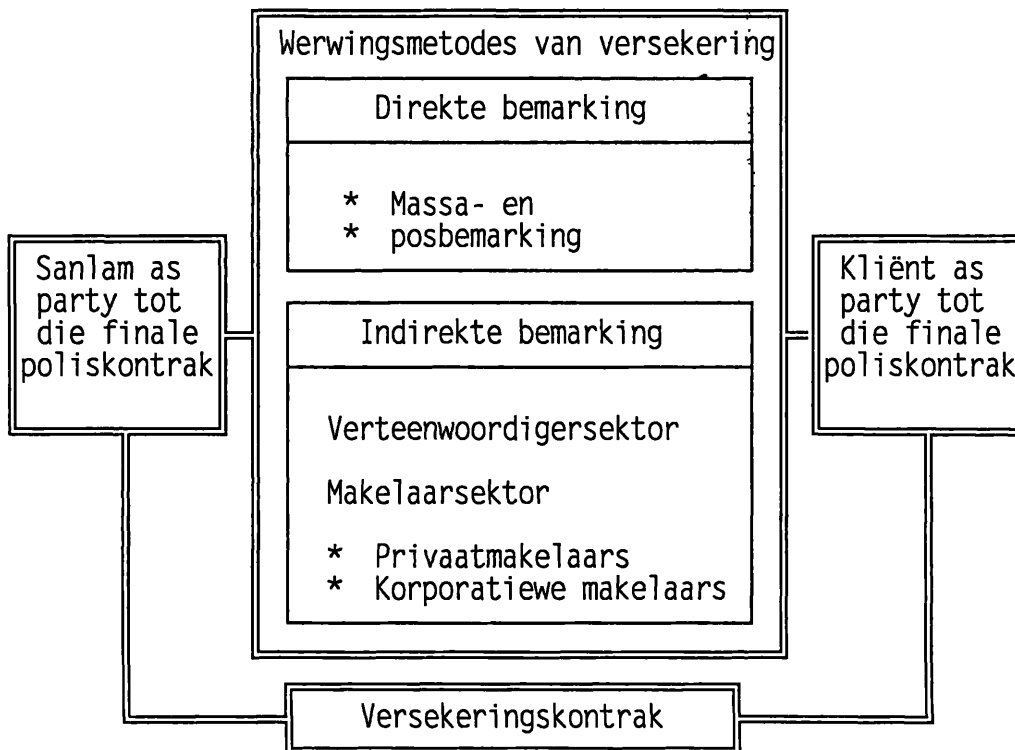 Werwingsmetodes van versekering
Direkte bemarking
* Massa- en
* posbemarking
Sanlam as
party tot
die finale
poliskontrak
Kliënt as
party tot
die finale
poliskontrak
Indirekte bemarking
Verteenwoordigersektor
Makelaarsektor
* Privaatmakelaars
* Korporatiewe makelaars
Versekeringskontrak